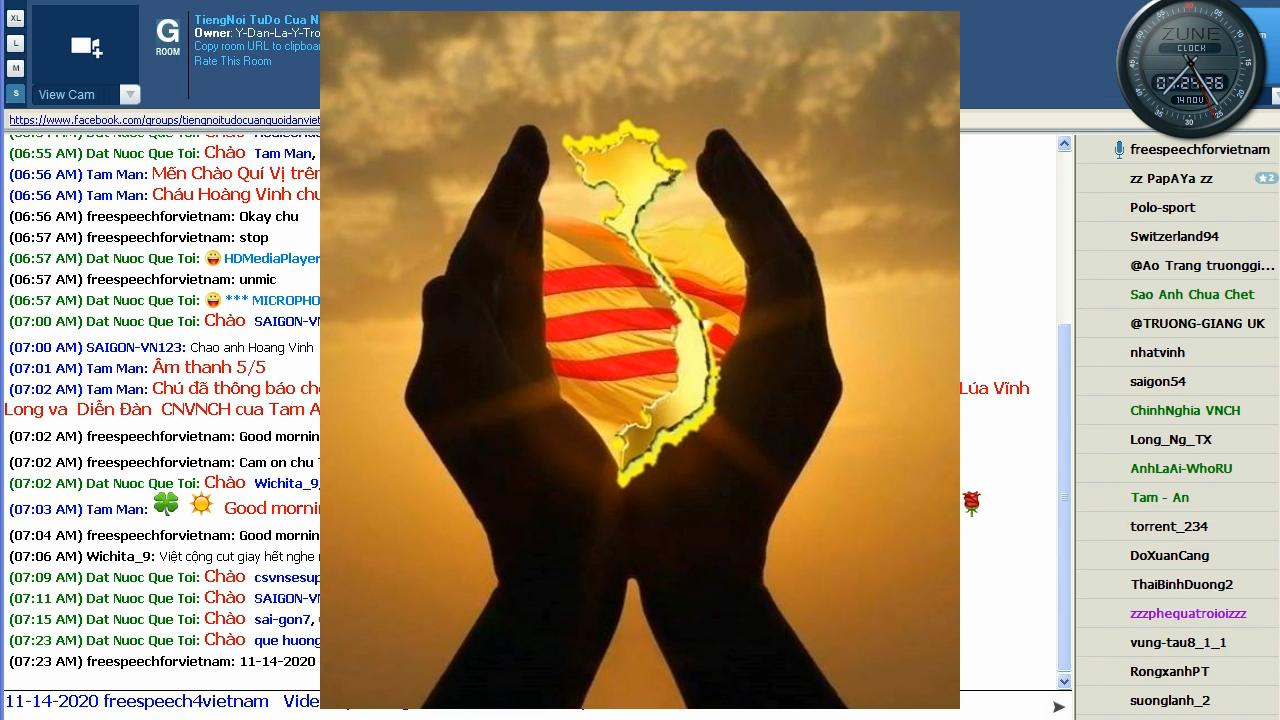 XL
L
M
S
View Cam
G
ROOM
TiengNoi TuDo Cua N
Owner: Y-Dan-La-Y-Tro
Copy room URL to clipboa
Rate This Room
https://www.facebook.com/groups/tiengnoitudocuanguoidanviet
(06:55 AM) Dat Nuoc Que Toi: Chào Tam Man,
(06:56 AM) Tam Man: Mến Chào Quí Vị trên
(06:56 AM) Tam Man: Cháu Hoàng Vinh chu
(06:56 AM) freespeechforvietnam: Okay chu
(06:57 AM) freespeechforvietnam: stop
(06:57 AM) Dat Nuoc Que Toi: HDMediaPlayer
(06:57 AM) freespeechforvietnam: unmic
(06:57 AM) Dat Nuoc Que Toi: *** MICROPHO
(07:00 AM) Dat Nuoc Que Toi: Chào SAIGON-VN
(07:00 AM) SAIGON-VN123: Chao anh Hoang Vinh
(07:01 AM) Tam Man: Âm thanh 5/5
(07:02 AM) Tam Man: Chú đã thông báo cho Lúa Vĩnh
Long va Diễn Đàn CNVNCH cua Tam A
(07:02 AM) freespeechforvietnam: Good mornin
(07:02 AM) freespeechforvietnam: Cam on chu
(07:02 AM) Dat Nuoc Que Toi: Chào Wichita_9,
(07:03 AM) Tam Man: Good mornin
(07:04 AM) freespeechforvietnam: Good mornin
(07:06 AM) Wichita_9: Việt cộng cut giay hết nghe
(07:09 AM) Dat Nuoc Que Toi: Chào csvnsesup
(07:11 AM) Dat Nuoc Que Toi: Chào SAIGON-VN
(07:15 AM) Dat Nuoc Que Toi: Chào sai-gon7,
(07:23 AM) Dat Nuoc Que Toi: Chào que huong
(07:23 AM) freespeechforvietnam: 11-14-2020
11-14-2020 freespeech4vietnam Vide
ZUNE
CLOCK
14 NOV
freespeechforvietnam
zz PapAYa zz
2
Polo-sport
Switzerland94
@Ao Trang truonggi...
Sao Anh Chua Chet
@TRUONG-GIANG UK
nhatvinh
saigon54
ChinhNghia VNCH
Long_Ng_TX
AnhLaAi-WhoRU
Tam - An
torrent_234
DoXuanCang
ThaiBinhDuong2
zzzphequatroioizzz
vung-tau8_1_1
RongxanhPT
suonglanh_2